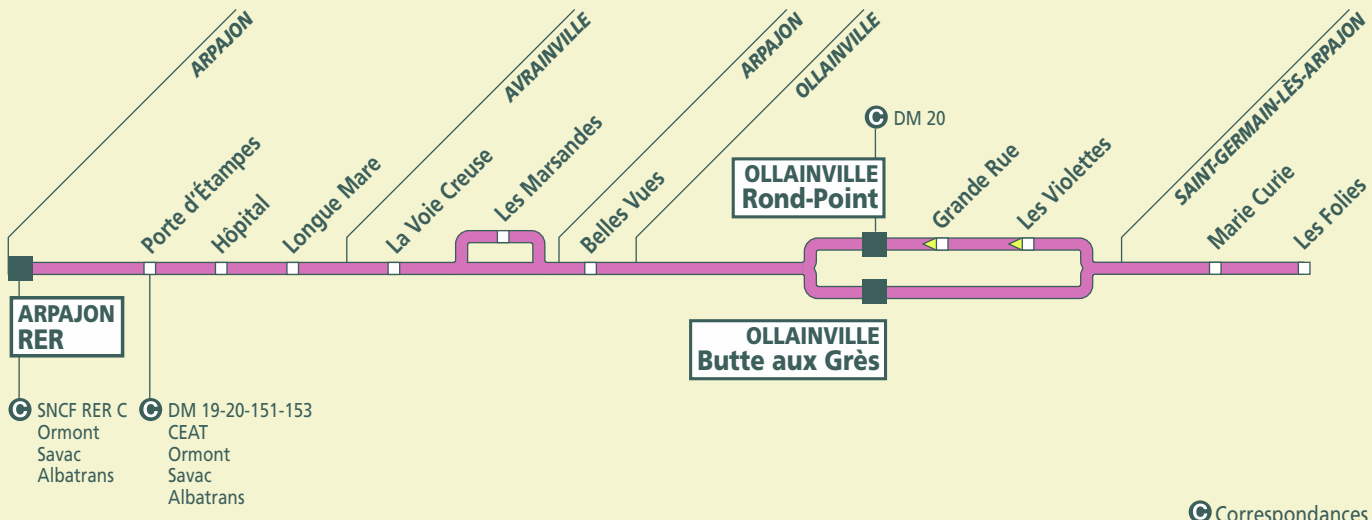 ARPAJON
AVRAINVILLE
ARPAJON
OLLAINVILLE
SAINT-GERMAIN-LÈS-ARPAJON
Porte d'Étampes
Hôpital
Longue Mare
La Voie Creuse
Les Marsandes
Belles Vues
C DM 20
OLLAINVILLE
Rond-Point
Grande Rue
Les Violettes
Marie Curie
Les Folies
ARPAJON
RER
OLLAINVILLE
Butte aux Grès
C SNCF RER C
Ormont
Savac
Albatrans
C DM 19-20-151-153
CEAT
Ormont
Savac
Albatrans
C Correspondances